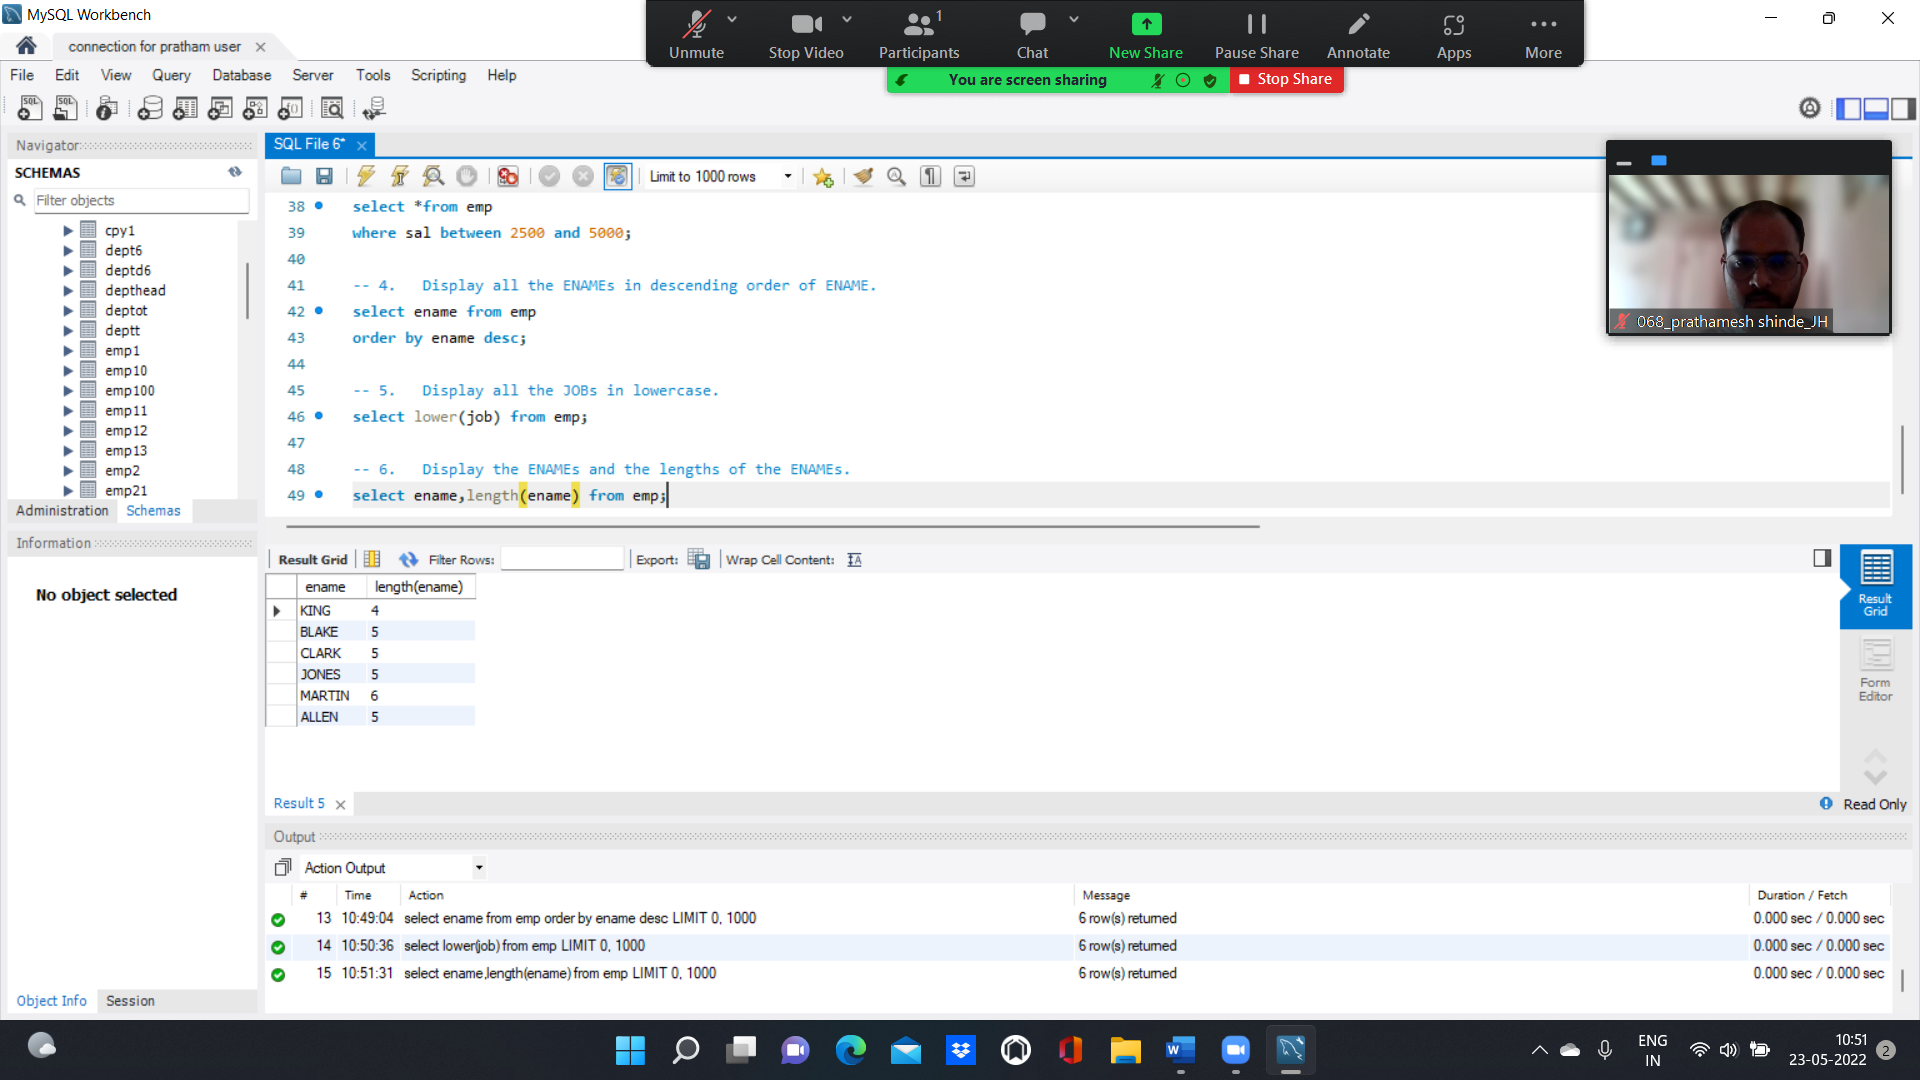 MySQL Workbench
connection for pratham user
File Edit View Query Database Server Tools Scripting Help
Unmute Stop Video Participants 1 Chat New Share Pause Share Annotate Apps More
You are screen sharing Stop Share
Navigator
SCHEMAS
Filter objects
cpy1
dept6
deptd6
depthead
deptot
deptt
emp1
emp10
emp100
emp11
emp12
emp13
emp2
emp21
Administration Schemas
Information
No object selected
Object Info Session
SQL File 6*
Limit to 1000 rows
38 select *from emp
39 where sal between 2500 and 5000;
40
41 -- 4. Display all the ENAMEs in descending order of ENAME.
42 select ename from emp
43 order by ename desc;
44
45 -- 5. Display all the JOBs in lowercase.
46 select lower(job) from emp;
47
48 -- 6. Display the ENAMEs and the lengths of the ENAMEs.
49 select ename,length(ename) from emp;
068_prathamesh shinde_JH
Result Grid Filter Rows: Export: Wrap Cell Content:
ename length(ename)
KING 4
BLAKE 5
CLARK 5
JONES 5
MARTIN 6
ALLEN 5
Result Grid
Form Editor
Result 5
Read Only
Output
Action Output
# Time Action Message Duration / Fetch
13 10:49:04 select ename from emp order by ename desc LIMIT 0, 1000 6 row(s) returned 0.000 sec / 0.000 sec
14 10:50:36 select lower(job) from emp LIMIT 0, 1000 6 row(s) returned 0.000 sec / 0.000 sec
15 10:51:31 select ename,length(ename) from emp LIMIT 0, 1000 6 row(s) returned 0.000 sec / 0.000 sec
ENG
IN
10:51
23-05-2022
2